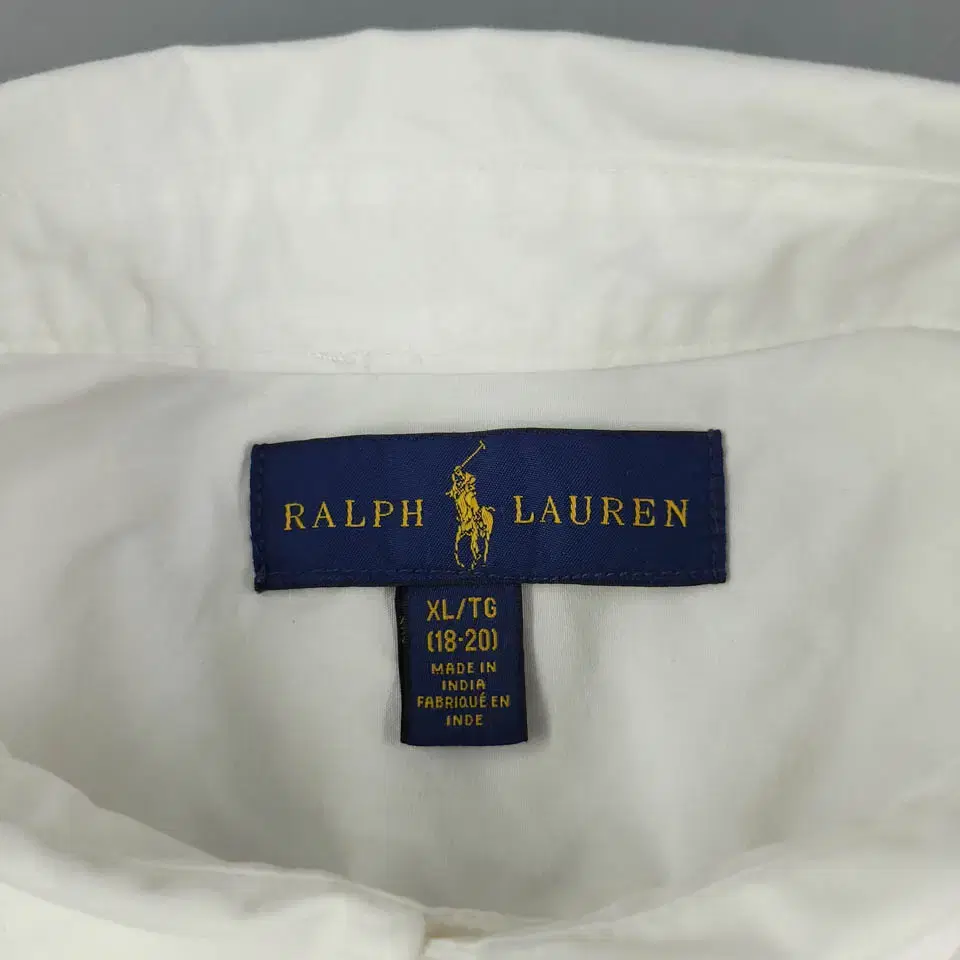 RALPH LAUREN
XL/TG
(18-20)
MADE IN
INDIA
FABRIQUÉ EN
INDE